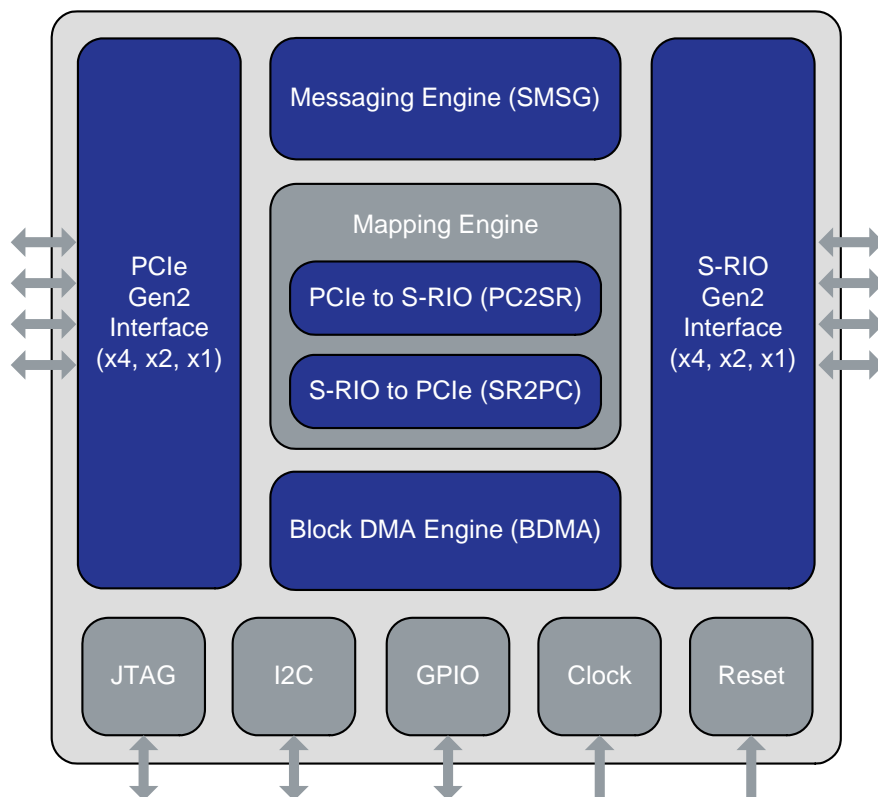 Messaging Engine (SMSG)
Mapping Engine
PCIe
Gen2
Interface
(x4, x2, x1)
PCIe to S-RIO (PC2SR)
S-RIO to PCIe (SR2PC)
S-RIO
Gen2
Interface
(x4, x2, x1)
Block DMA Engine (BDMA)
JTAG
I2C
GPIO
Clock
Reset